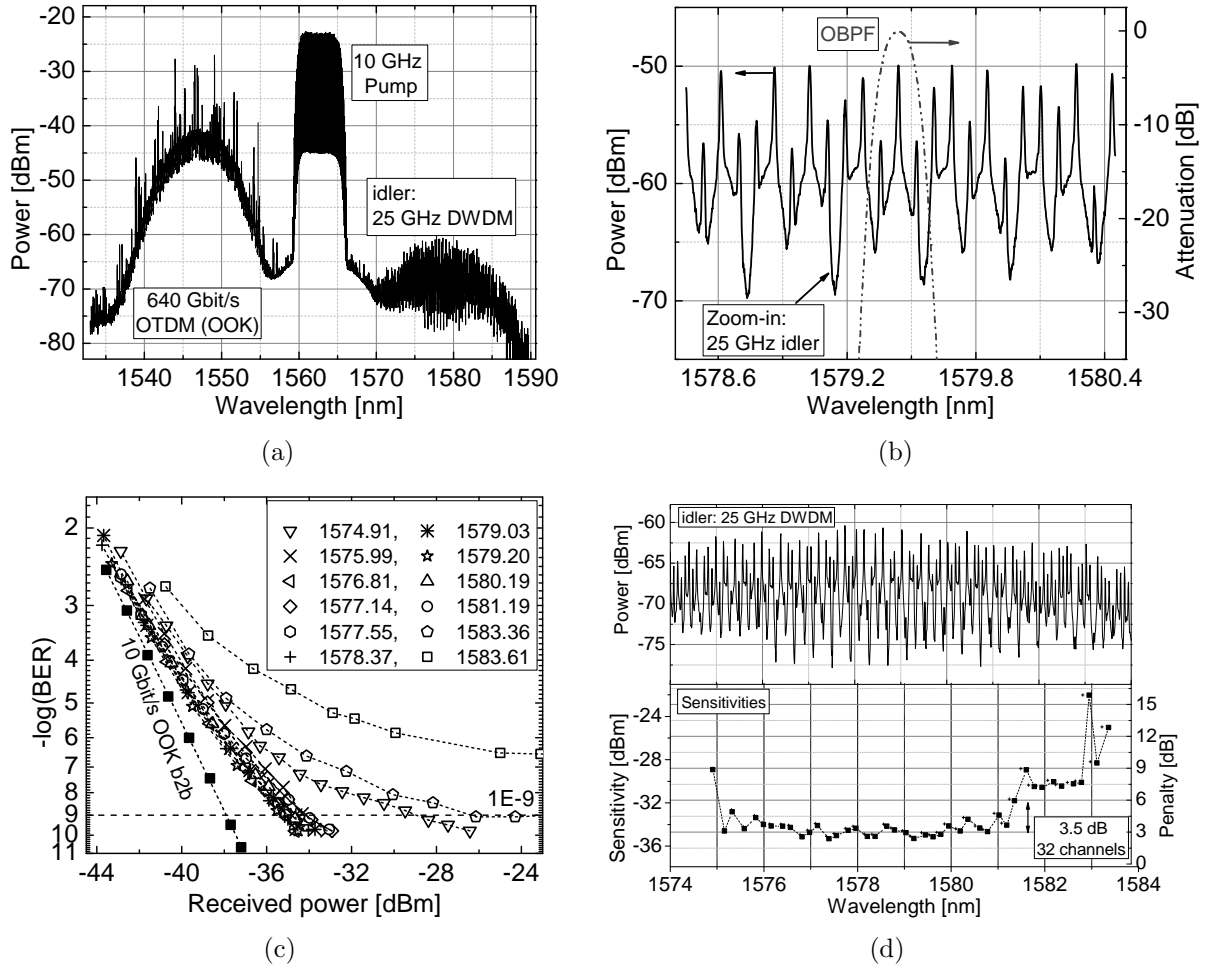 -20
-30
-40
-50
-60
-70
-80
Power [dBm]
10 GHz
Pump
idler:
25 GHz DWDM
640 Gbit/s
OTDM (OOK)
1540 1550 1560 1570 1580 1590
Wavelength [nm]
(a)
-50
-60
-70
Power [dBm]
OBPF
0
-10
-20
-30
Attenuation [dB]
Zoom-in:
25 GHz idler
1578.6 1579.2 1579.8 1580.4
Wavelength [nm]
(b)
2
3
4
5
6
7
8
9
10
11
-log(BER)
1574.91, 1579.03
1575.99, 1579.20
1576.81, 1580.19
1577.14, 1581.19
1577.55, 1583.36
1578.37, 1583.61
10 Gbit/s OOK b2b
1E-9
-44 -40 -36 -32 -28 -24
Received power [dBm]
(c)
-60
-65
-70
-75
Power [dBm]
idler: 25 GHz DWDM
Sensitivities
-24
-28
-32
-36
Sensitivity [dBm]
15
12
9
6
3
0
Penalty [dB]
3.5 dB
32 channels
1574 1576 1578 1580 1582 1584
Wavelength [nm]
(d)